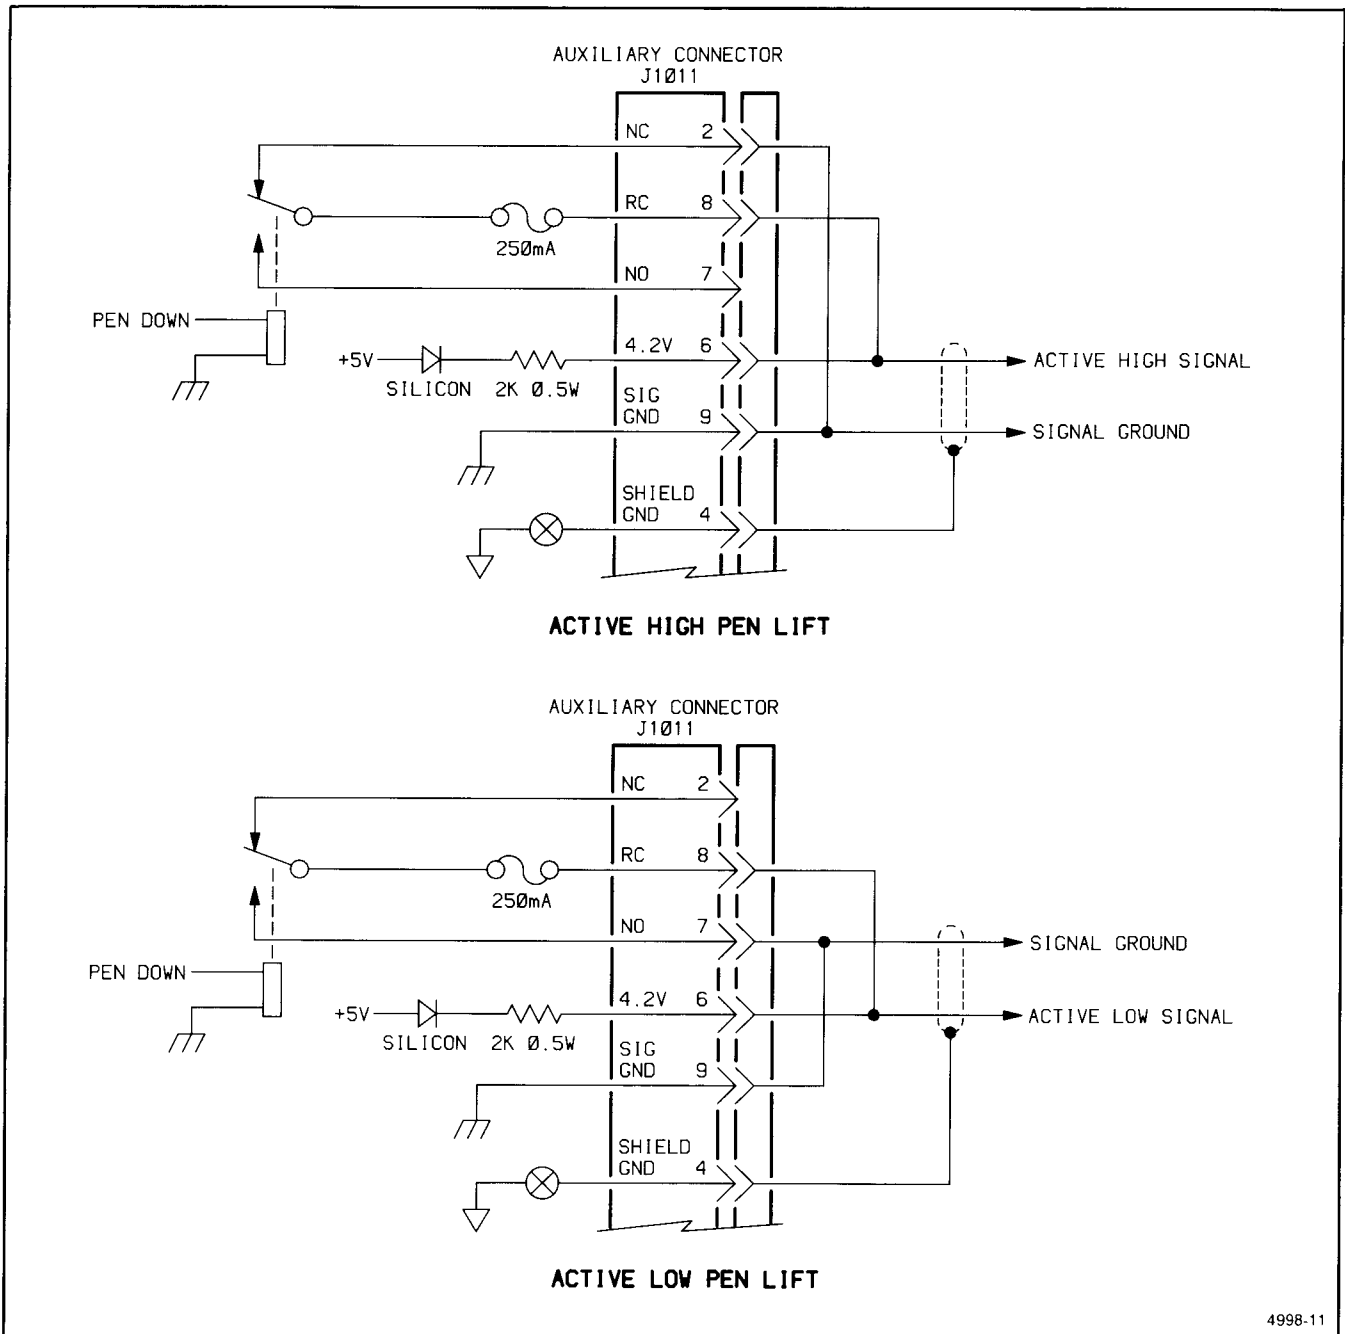 AUXILIARY CONNECTOR
J1Ø11
NC 2
RC 8
25ØmA
NO 7
PEN DOWN
+5V
SILICON 2K Ø.5W
4.2V 6
ACTIVE HIGH SIGNAL
SIG
GND 9
SIGNAL GROUND
SHIELD
GND 4
ACTIVE HIGH PEN LIFT
AUXILIARY CONNECTOR
J1Ø11
NC 2
RC 8
25ØmA
NO 7
SIGNAL GROUND
PEN DOWN
+5V
SILICON 2K Ø.5W
4.2V 6
ACTIVE LOW SIGNAL
SIG
GND 9
SHIELD
GND 4
ACTIVE LOW PEN LIFT
4998-11